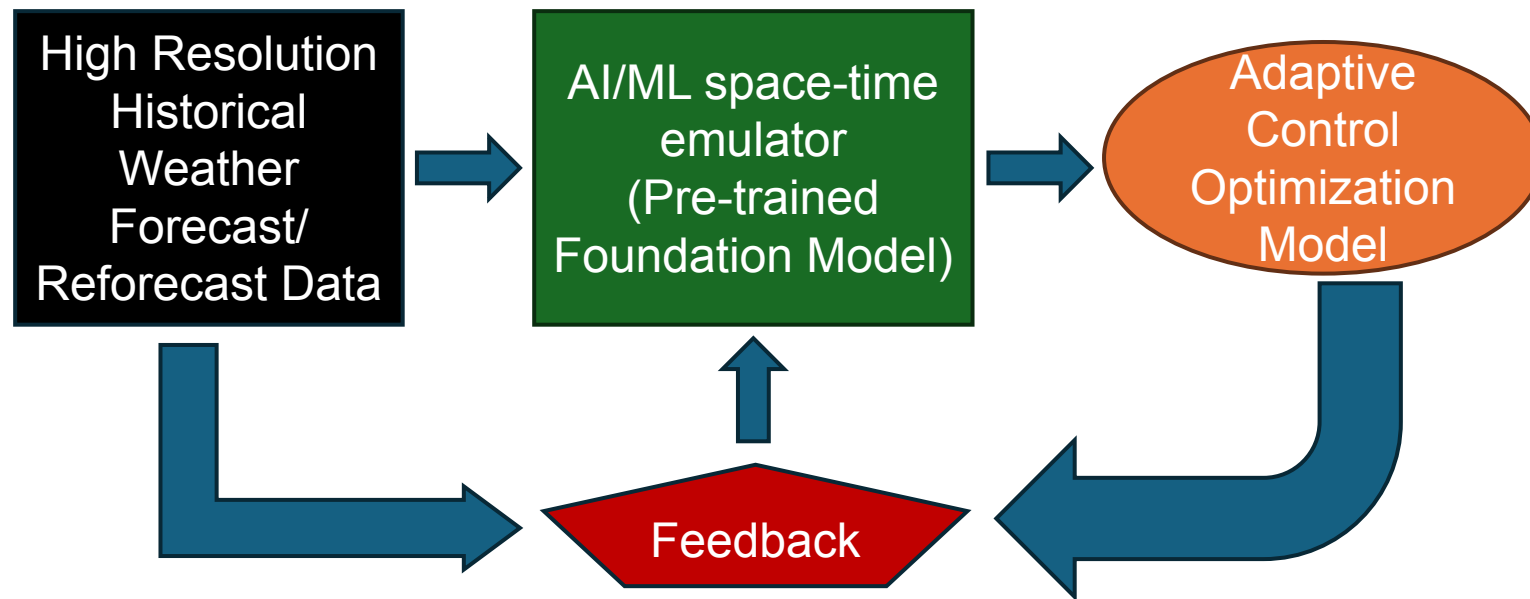 High Resolution
Historical
Weather
Forecast/
Reforecast Data
AI/ML space-time
emulator
(Pre-trained
Foundation Model)
Adaptive
Control
Optimization
Model
Feedback